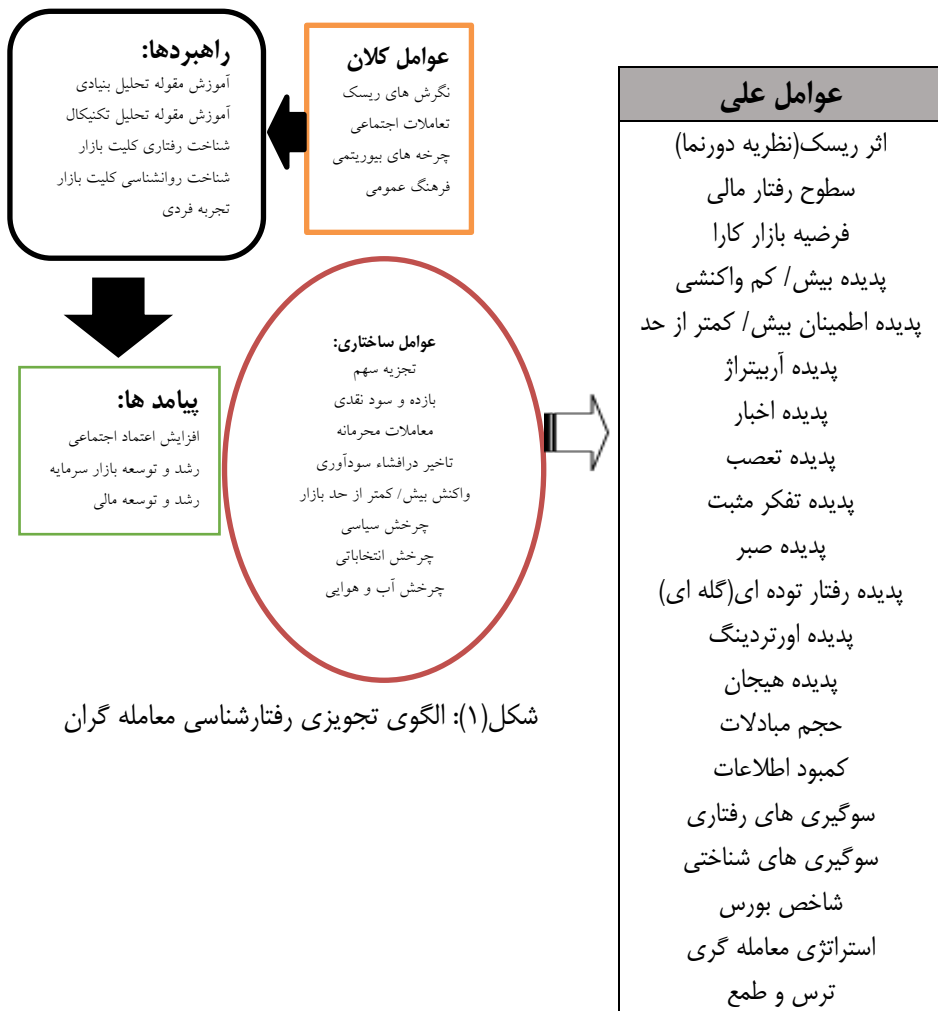 راهبردها:
آموزش مقوله تحلیل بنیادی
آموزش مقوله تحلیل تکنیکال
شناخت رفتاری کلیت بازار
شناخت روانشناسی کلیت بازار
تجربه فردی
عوامل کلان
نگرش های ریسک
تعاملات اجتماعی
چرخه های بیوریتمی
فرهنگ عمومی
پیامد ها:
افزایش اعتماد اجتماعی
رشد و توسعه بازار سرمایه
رشد و توسعه مالی
عوامل ساختاری:
تجزیه سهم
بازده و سود نقدی
معاملات محرمانه
تاخیر درافشاء سودآوری
واکنش بیش/ کمتر از حد بازار
چرخش سیاسی
چرخش انتخاباتی
چرخش آب و هوایی
عوامل علی
اثر ریسک(نظریه دورنما)
سطوح رفتار مالی
فرضیه بازار کارا
پدیده بیش/ کم واکنشی
پدیده اطمینان بیش/ کمتر از حد
پدیده آربیتراژ
پدیده اخبار
پدیده تعصب
پدیده تفکر مثبت
پدیده صبر
پدیده رفتار توده ای(گله ای)
پدیده اورتردینگ
پدیده هیجان
حجم مبادلات
کمبود اطلاعات
سوگیری های رفتاری
سوگیری های شناختی
شاخص بورس
استراتژی معامله گری
ترس و طمع
شکل(۱): الگوی تجویزی رفتارشناسی معامله گران